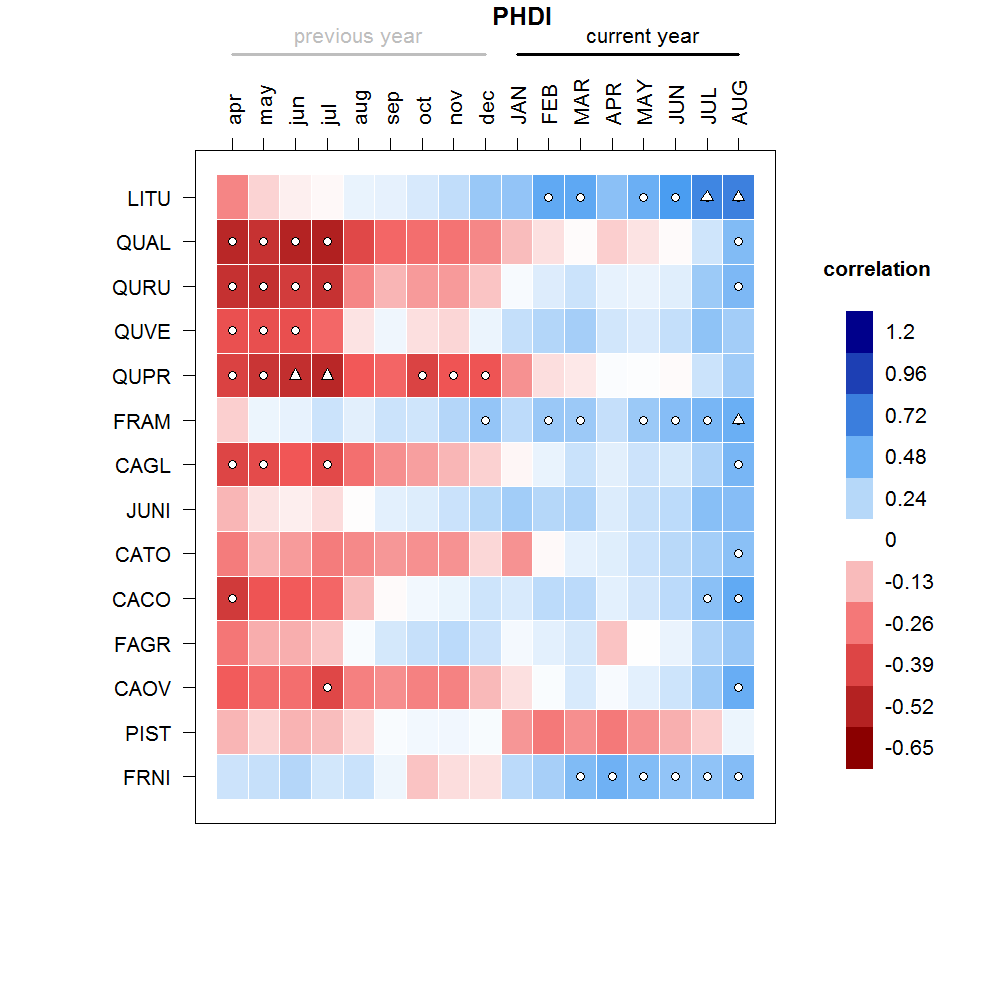 PHDI
previous year
current year
apr may jun jul aug sep oct nov dec JAN FEB MAR APR MAY JUN JUL AUG
LITU
QUAL
QURU
QUVE
QUPR
FRAM
CAGL
JUNI
CATO
CACO
FAGR
CAOV
PIST
FRNI
correlation
1.2
0.96
0.72
0.48
0.24
0
-0.13
-0.26
-0.39
-0.52
-0.65